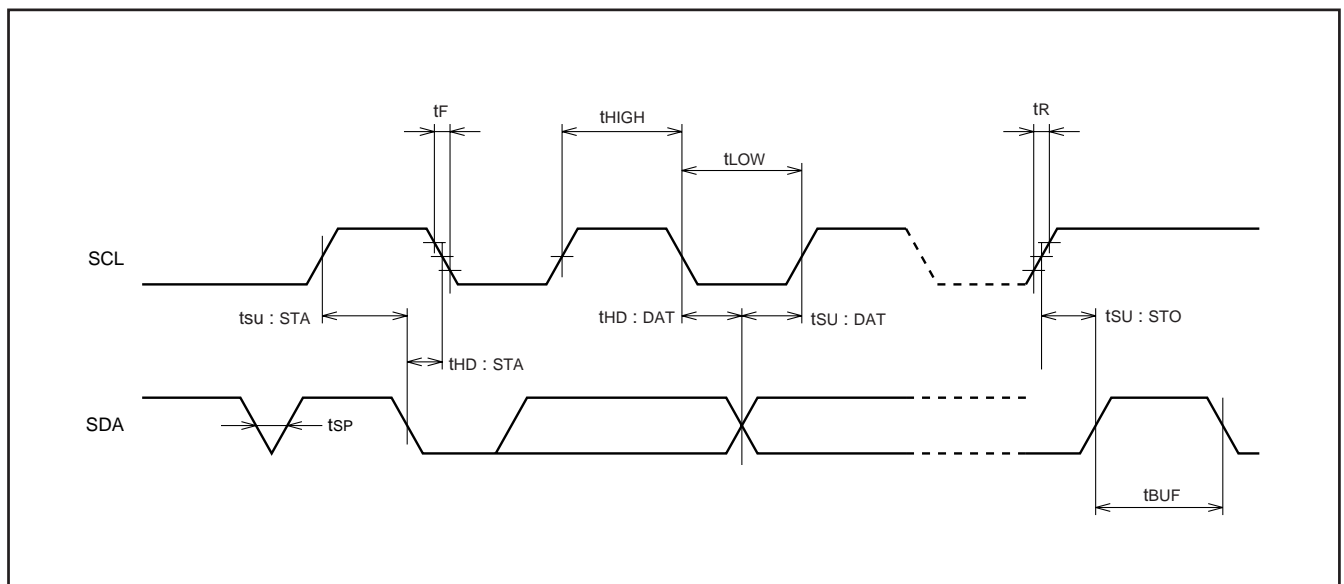 tF
tHIGH
tR
tLOW
SCL
tsu : STA
tHD : DAT
tSU : DAT
tSU : STO
tHD : STA
SDA
tSP
tBUF